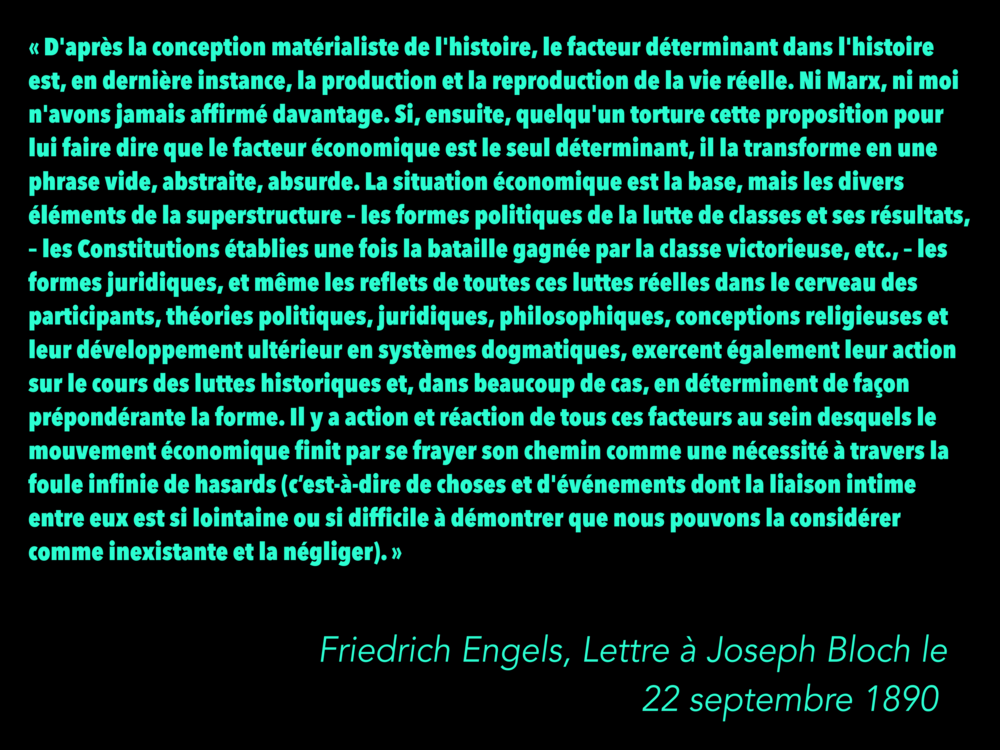 « D'après la conception matérialiste de l'histoire, le facteur déterminant dans l'histoire
est, en dernière instance, la production et la reproduction de la vie réelle. Ni Marx, ni moi
n'avons jamais affirmé davantage. Si, ensuite, quelqu'un torture cette proposition pour
lui faire dire que le facteur économique est le seul déterminant, il la transforme en une
phrase vide, abstraite, absurde. La situation économique est la base, mais les divers
éléments de la superstructure – les formes politiques de la lutte de classes et ses résultats,
– les Constitutions établies une fois la bataille gagnée par la classe victorieuse, etc., – les
formes juridiques, et même les reflets de toutes ces luttes réelles dans le cerveau des
participants, théories politiques, juridiques, philosophiques, conceptions religieuses et
leur développement ultérieur en systèmes dogmatiques, exercent également leur action
sur le cours des luttes historiques et, dans beaucoup de cas, en déterminent de façon
prépondérante la forme. Il y a action et réaction de tous ces facteurs au sein desquels le
mouvement économique finit par se frayer son chemin comme une nécessité à travers la
foule infinie de hasards (c’est-à-dire de choses et d'événements dont la liaison intime
entre eux est si lointaine ou si difficile à démontrer que nous pouvons la considérer
comme inexistante et la négliger). »
Friedrich Engels, Lettre à Joseph Bloch le
22 septembre 1890